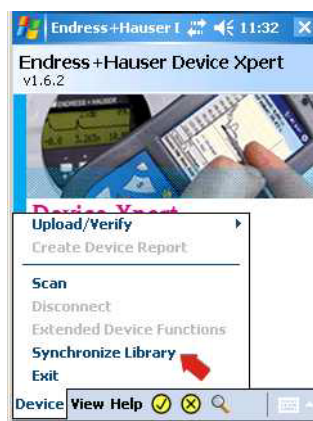 Endress+Hauser I 11:32
Endress+Hauser Device Xpert
v1.6.2
Device Xpert
Upload/Verify
Create Device Report
Scan
Disconnect
Extended Device Functions
Synchronize Library
Exit
Device View Help